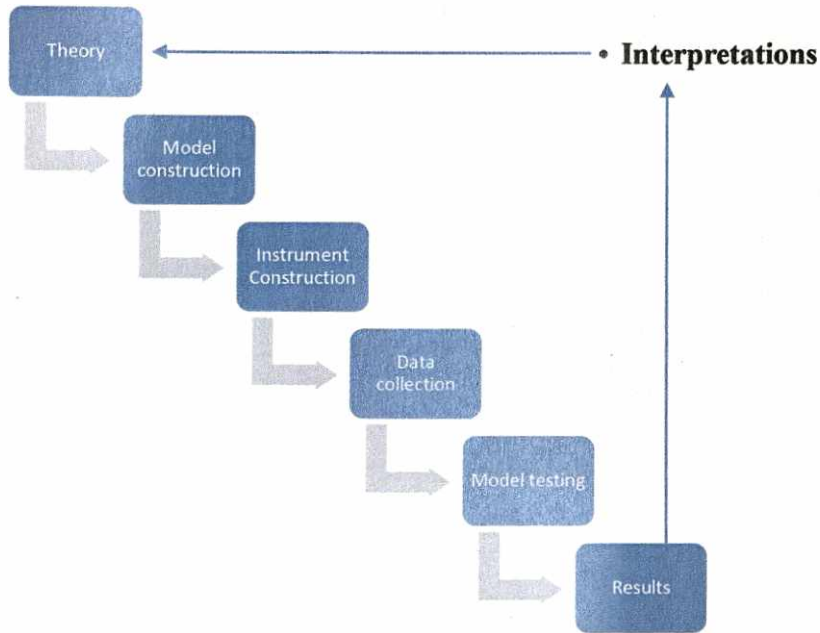 Theory
• Interpretations
Model
construction
Instrument
Construction
Data
collection
Model testing
Results